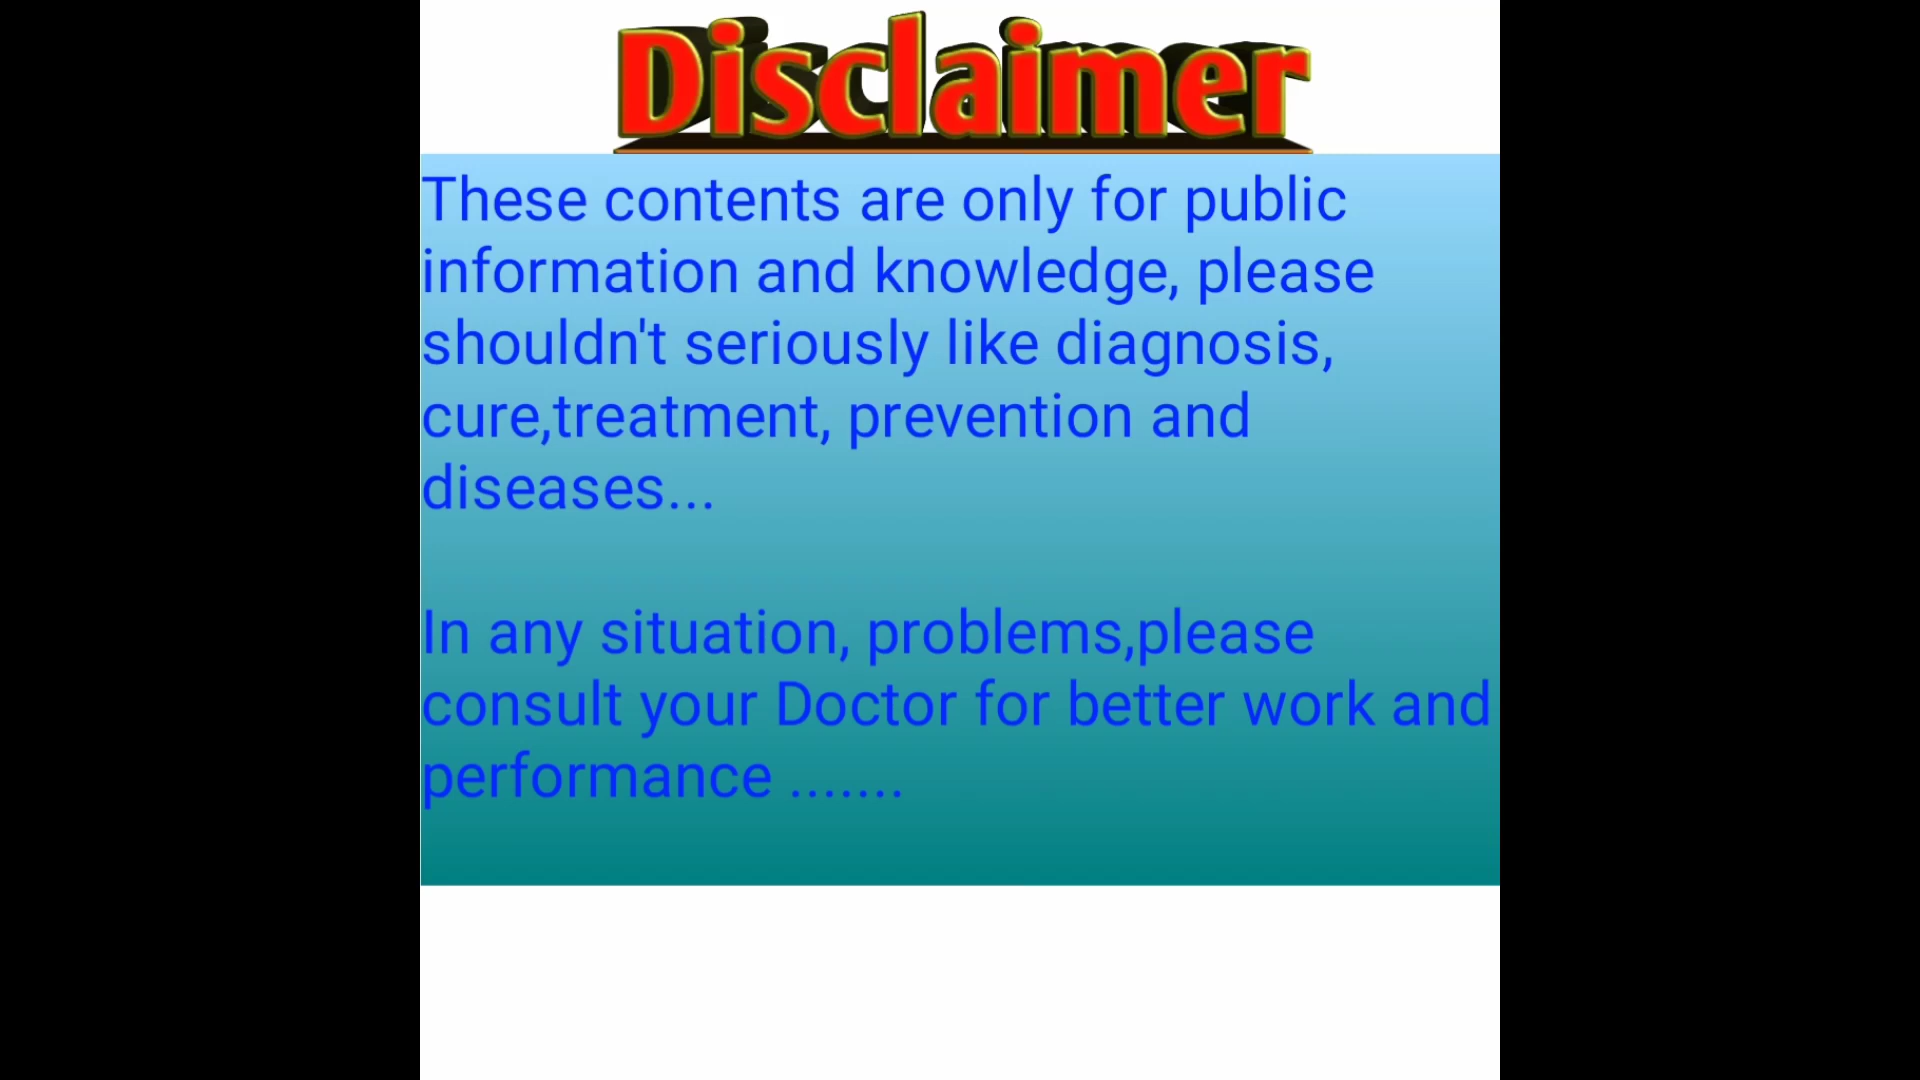 Disclaimer
These contents are only for public
information and knowledge, please
shouldn't seriously like diagnosis,
cure,treatment, prevention and
diseases...
In any situation, problems,please
consult your Doctor for better work and
performance .......